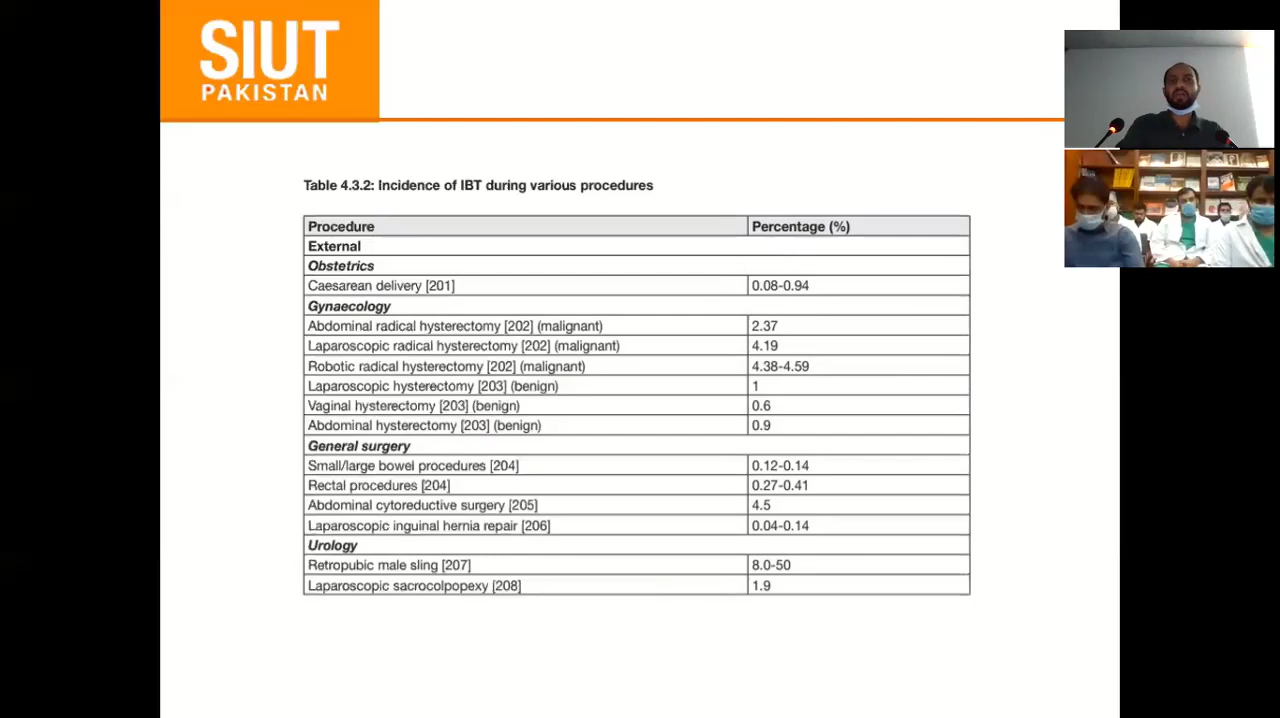 SIUT
PAKISTAN
Table 4.3.2: Incidence of IBT during various procedures
Procedure Percentage (%)
External
Obstetrics
Caesarean delivery [201] 0.08-0.94
Gynaecology
Abdominal radical hysterectomy [202] (malignant) 2.37
Laparoscopic radical hysterectomy [202] (malignant) 4.19
Robotic radical hysterectomy [202] (malignant) 4.38-4.59
Laparoscopic hysterectomy [203] (benign) 1
Vaginal hysterectomy [203] (benign) 0.6
Abdominal hysterectomy [203] (benign) 0.9
General surgery
Small/large bowel procedures [204] 0.12-0.14
Rectal procedures [204] 0.27-0.41
Abdominal cytoreductive surgery [205] 4.5
Laparoscopic inguinal hernia repair [206] 0.04-0.14
Urology
Retropubic male sling [207] 8.0-50
Laparoscopic sacrocolpopexy [208] 1.9